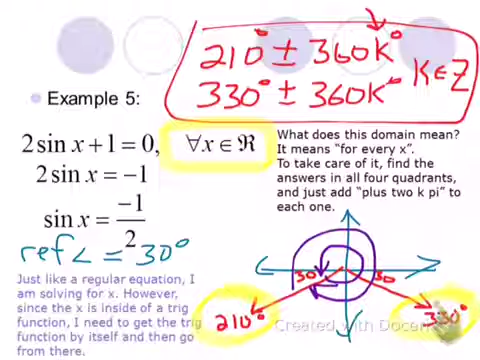 210° ± 360k°
330° ± 360k° K∈Z
Example 5:
2 sin x + 1 = 0, ∀x ∈ ℜ
2 sin x = −1
sin x = −1/2
ref∠ = 30°
What does this domain mean?
It means "for every x".
To take care of it, find the
answers in all four quadrants,
and just add "plus two k pi" to
each one.
Just like a regular equation, I
am solving for x. However,
since the x is inside of a trig
function, I need to get the trig
function by itself and then go
from there.
30° 30°
210° 330°
Created with